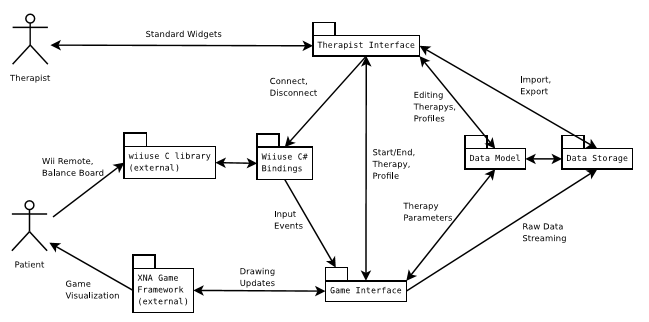 Standard Widgets
Therapist Interface
Therapist
Connect,
Disconnect
Import,
Export
Editing
Therapys,
Profiles
wiiuse C library
(external)
Wiiuse C#
Bindings
Start/End,
Therapy,
Profile
Data Model
Data Storage
Wii Remote,
Balance Board
Input
Events
Therapy
Parameters
Raw Data
Streaming
Patient
Game
Visualization
XNA Game
Framework
(external)
Drawing
Updates
Game Interface